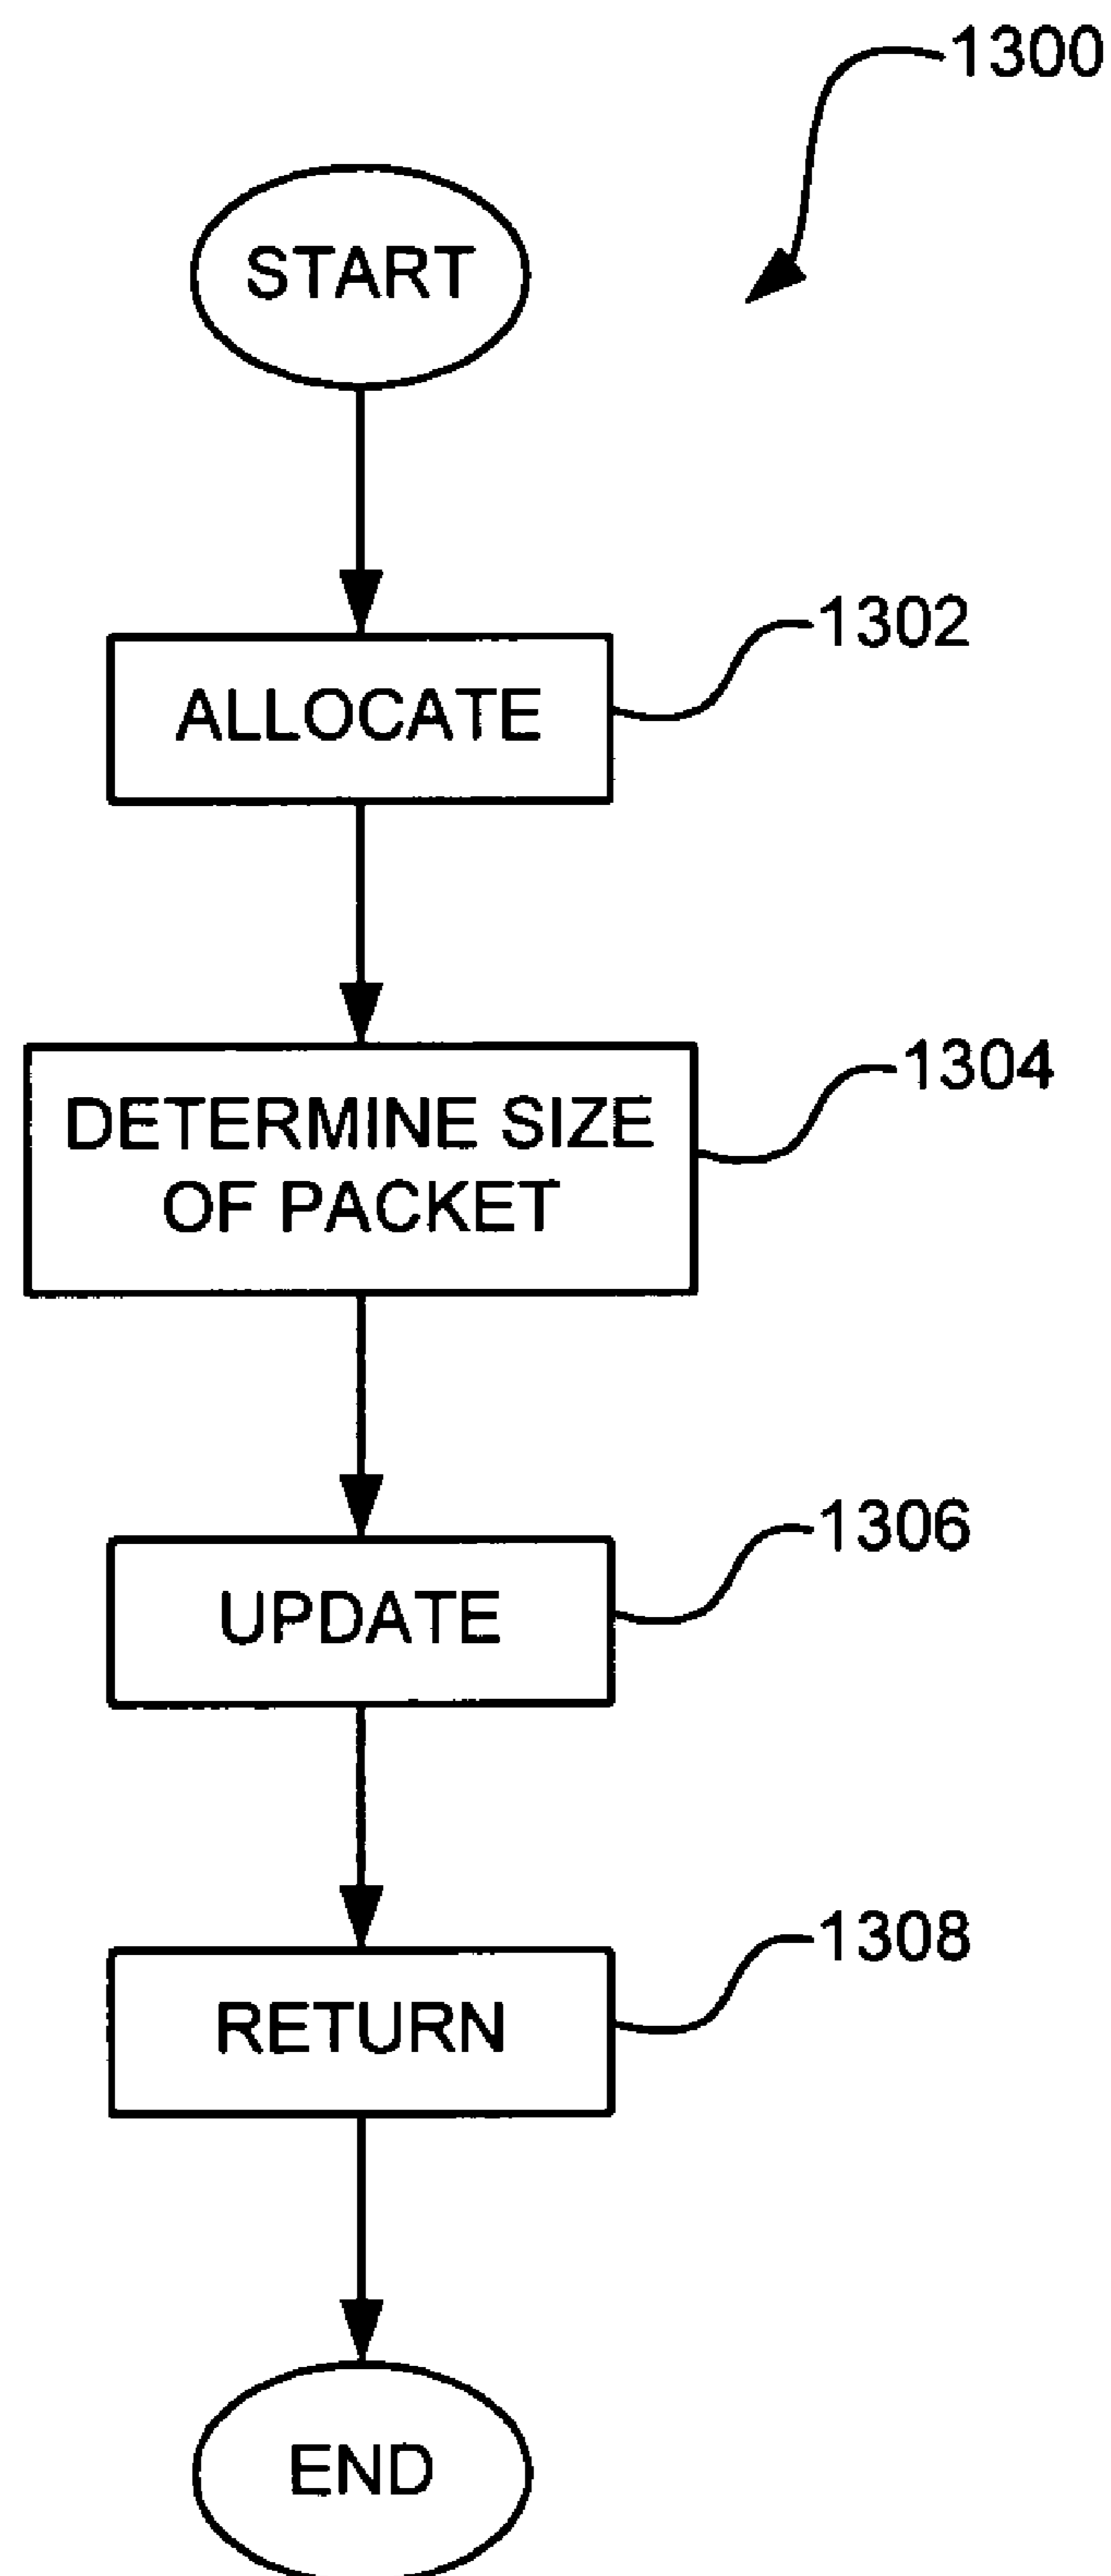 1300
START
1302
ALLOCATE
1304
DETERMINE SIZE
OF PACKET
1306
UPDATE
1308
RETURN
END